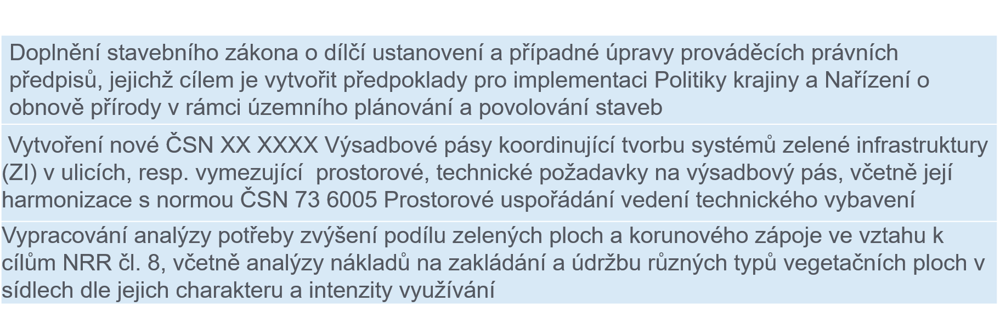 Doplnění stavebního zákona o dílčí ustanovení a případné úpravy prováděcích právních
předpisů, jejichž cílem je vytvořit předpoklady pro implementaci Politiky krajiny a Nařízení o
obnově přírody v rámci územního plánování a povolování staveb
Vytvoření nové ČSN XX XXXX Výsadbové pásy koordinující tvorbu systémů zelené infrastruktury
(ZI) v ulicích, resp. vymezující  prostorové, technické požadavky na výsadbový pás, včetně její
harmonizace s normou ČSN 73 6005 Prostorové uspořádání vedení technického vybavení
Vypracování analýzy potřeby zvýšení podílu zelených ploch a korunového zápoje ve vztahu k
cílům NRR čl. 8, včetně analýzy nákladů na zakládání a údržbu různých typů vegetačních ploch v
sídlech dle jejich charakteru a intenzity využívání